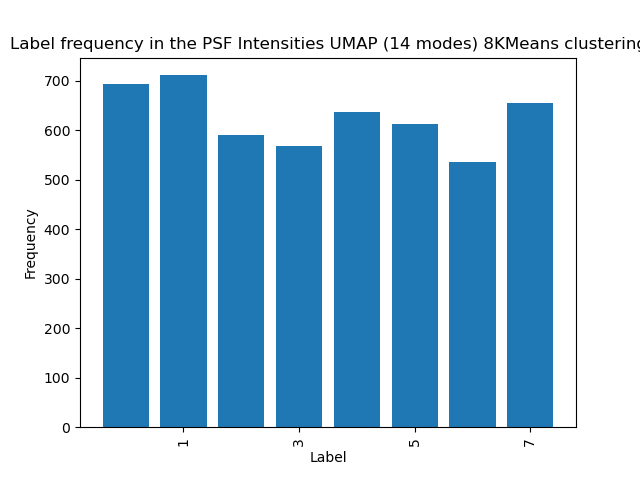 Label frequency in the PSF Intensities UMAP (14 modes) 8KMeans clustering
700
600
500
400
300
200
100
0
Frequency
1 3 5 7
Label